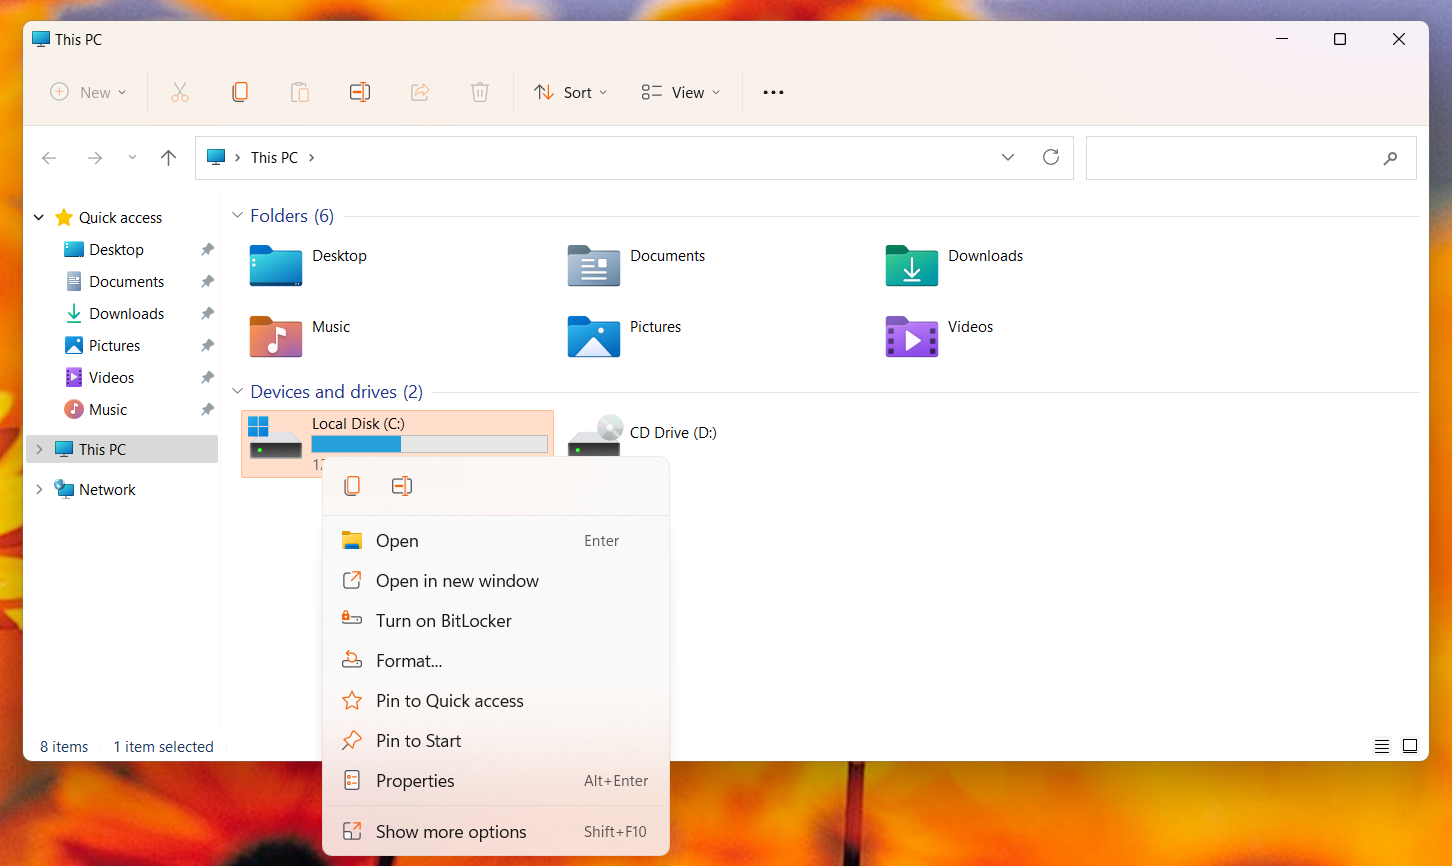 This PC
New
Sort
View
This PC
Quick access
Desktop
Documents
Downloads
Pictures
Videos
Music
This PC
Network
Folders (6)
Desktop
Documents
Downloads
Music
Pictures
Videos
Devices and drives (2)
Local Disk (C:)
CD Drive (D:)
Open Enter
Open in new window
Turn on BitLocker
Format...
Pin to Quick access
Pin to Start
Properties Alt+Enter
Show more options Shift+F10
8 items 1 item selected